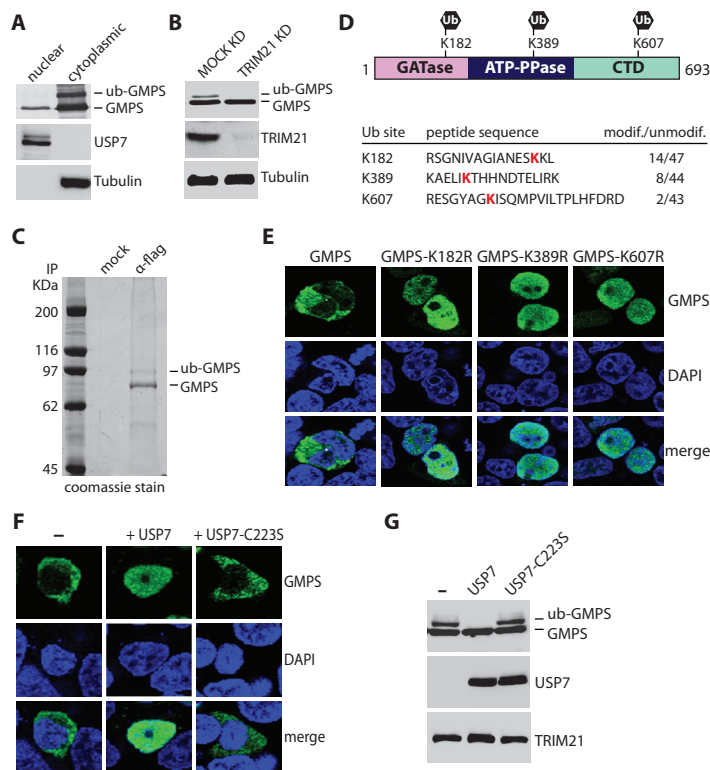 A
nuclear
cytoplasmic
ub-GMPS
GMPS
USP7
Tubulin
B
MOCK KD
TRIM21 KD
ub-GMPS
GMPS
TRIM21
Tubulin
C
IP
KDa
mock
α-flag
200
116
97
62
45
ub-GMPS
GMPS
coomassie stain
D
Ub Ub Ub
K182 K389 K607
1 GATase ATP-PPase CTD 693
Ub site peptide sequence modif./unmodif.
K182 RSGNIVAGIANESKKL 14/47
K389 KAELIKTHHNDTELIRK 8/44
K607 RESGYAGKISQMPVILTPLHFDRD 2/43
E
GMPS GMPS-K182R GMPS-K389R GMPS-K607R
GMPS
DAPI
merge
F
– + USP7 + USP7-C223S
GMPS
DAPI
merge
G
– USP7 USP7-C223S
ub-GMPS
GMPS
USP7
TRIM21